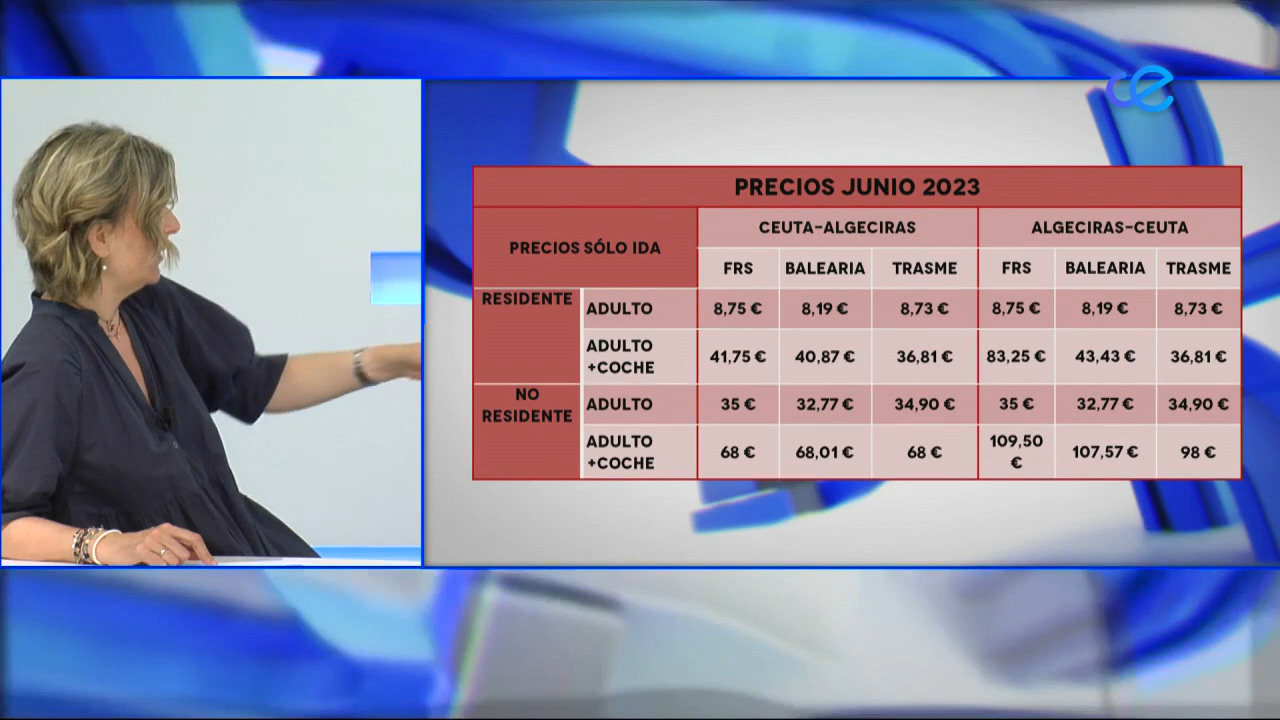 ce
PRECIOS JUNIO 2023
PRECIOS SÓLO IDA
CEUTA-ALGECIRAS
ALGECIRAS-CEUTA
FRS BALEARIA TRASME FRS BALEARIA TRASME
RESIDENTE ADULTO 8,75 € 8,19 € 8,73 € 8,75 € 8,19 € 8,73 €
ADULTO
+COCHE
41,75 € 40,87 € 36,81 € 83,25 € 43,43 € 36,81 €
NO
RESIDENTE
ADULTO 35 € 32,77 € 34,90 € 35 € 32,77 € 34,90 €
ADULTO
+COCHE
68 € 68,01 € 68 € 109,50
€
107,57 € 98 €